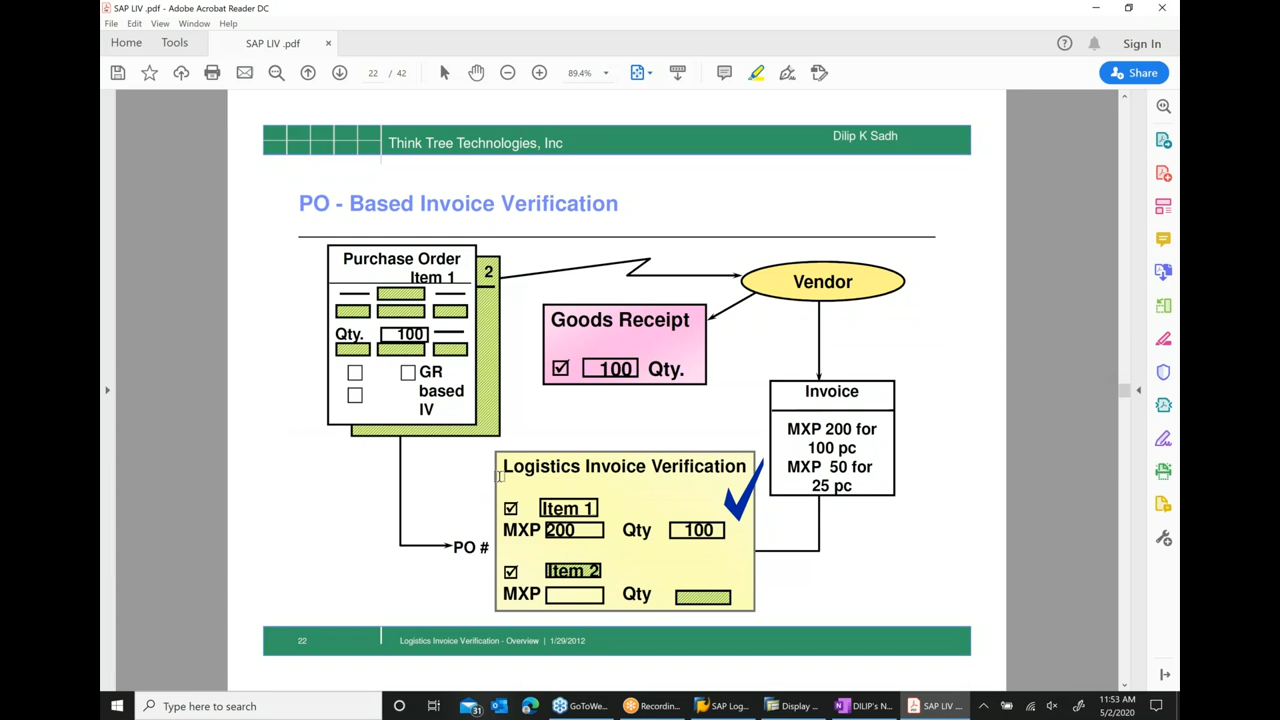 SAP LIV .pdf - Adobe Acrobat Reader DC
File Edit View Window Help
Home Tools SAP LIV .pdf × Sign In
22 / 42 89.4% Share
Think Tree Technologies, Inc Dilip K Sadh
PO - Based Invoice Verification
Purchase Order
Item 1
2
Qty. 100
GR
based
IV
Vendor
Goods Receipt
100 Qty.
Invoice
MXP 200 for
100 pc
MXP 50 for
25 pc
PO #
Logistics Invoice Verification
Item 1
MXP 200 Qty 100
Item 2
MXP Qty
22 Logistics Invoice Verification - Overview | 1/29/2012
Type here to search
31
GoToWe...
Recordin...
SAP Log...
Display ...
DILIP's N...
SAP LIV ...
11:53 AM
5/2/2020